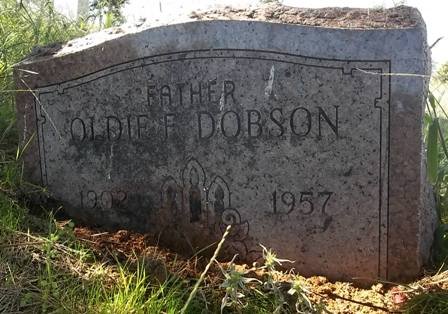 FATHER
OLDIE F DOBSON
1902 1957